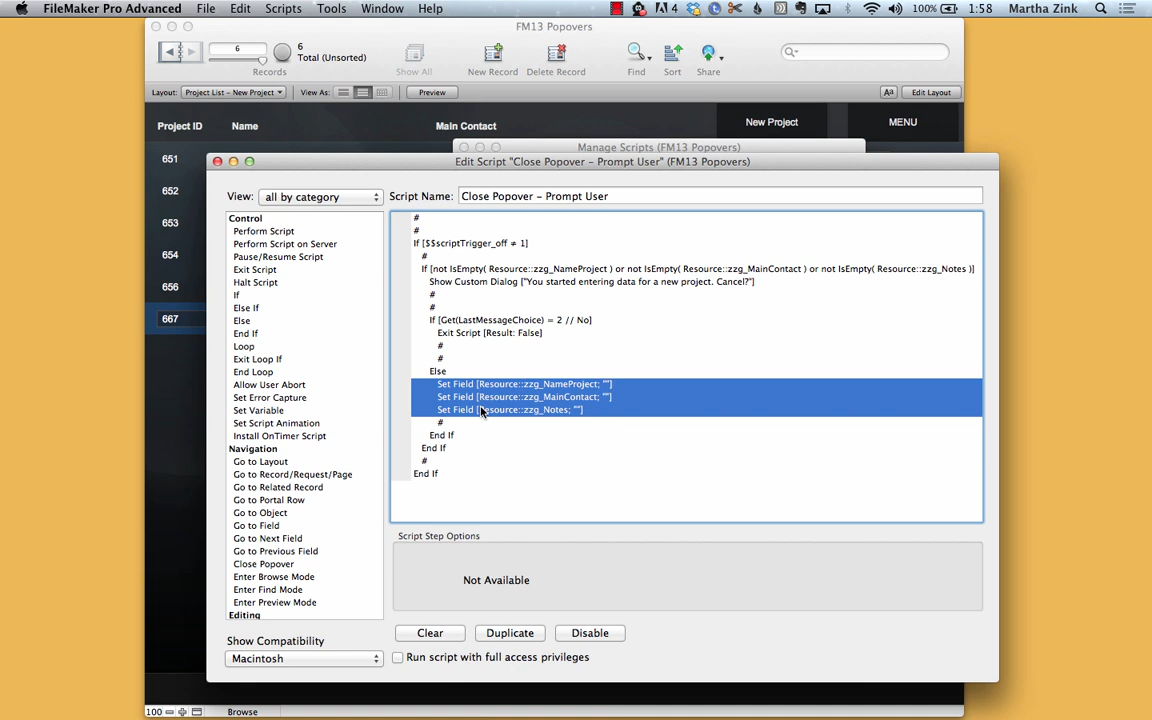 FileMaker Pro Advanced File Edit Scripts Tools Window Help 4 100% 1:58 Martha Zink
FM13 Popovers
6 6
Total (Unsorted)
Records Show All New Record Delete Record Find Sort Share
Layout: Project List - New Project View As: Preview Aa Edit Layout
Project ID Name Main Contact New Project MENU
651
652
653
654
656
667
Manage Scripts (FM13 Popovers)
Edit Script "Close Popover - Prompt User" (FM13 Popovers)
View: all by category Script Name: Close Popover - Prompt User
Control
Perform Script
Perform Script on Server
Pause/Resume Script
Exit Script
Halt Script
If
Else If
Else
End If
Loop
Exit Loop If
End Loop
Allow User Abort
Set Error Capture
Set Variable
Set Script Animation
Install OnTimer Script
Navigation
Go to Layout
Go to Record/Request/Page
Go to Related Record
Go to Portal Row
Go to Object
Go to Field
Go to Next Field
Go to Previous Field
Close Popover
Enter Browse Mode
Enter Find Mode
Enter Preview Mode
Editing
Show Compatibility
Macintosh
#
#
If [$$scriptTrigger_off ≠ 1]
#
If [not IsEmpty( Resource::zzg_NameProject ) or not IsEmpty( Resource::zzg_MainContact ) or not IsEmpty( Resource::zzg_Notes )]
Show Custom Dialog ["You started entering data for a new project. Cancel?"]
#
#
If [Get(LastMessageChoice) = 2 // No]
Exit Script [Result: False]
#
#
Else
Set Field [Resource::zzg_NameProject; ""]
Set Field [Resource::zzg_MainContact; ""]
Set Field [Resource::zzg_Notes; ""]
#
End If
End If
#
End If
Script Step Options
Not Available
Clear Duplicate Disable
Run script with full access privileges
100 Browse